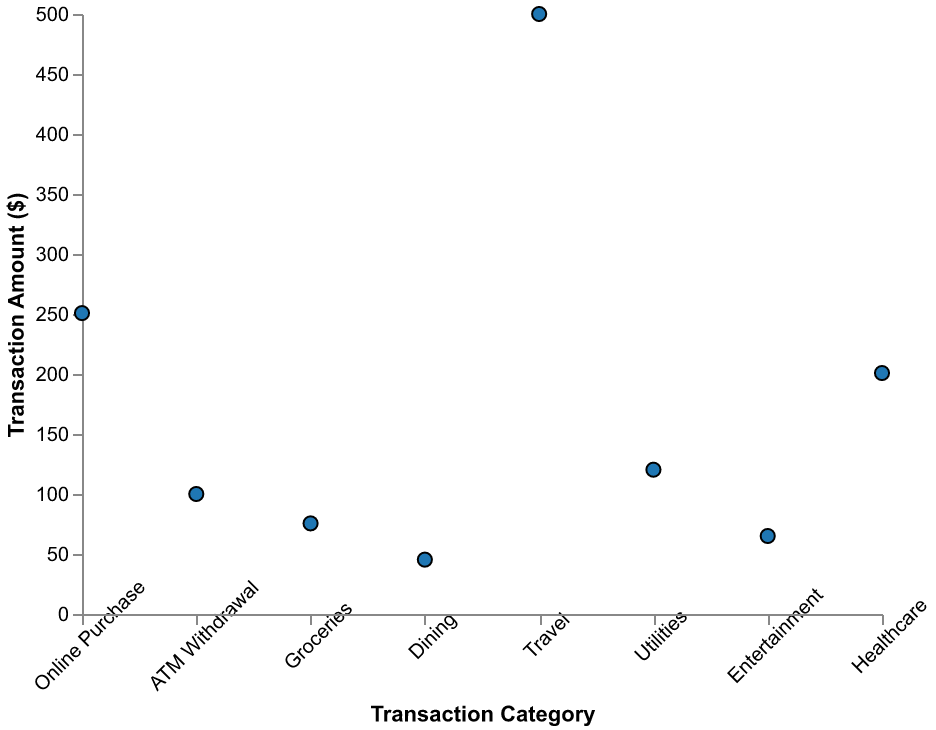 500
450
400
350
300
250
200
150
100
50
0
Transaction Amount ($)
Online Purchase
ATM Withdrawal
Groceries
Dining
Travel
Utilities
Entertainment
Healthcare
Transaction Category